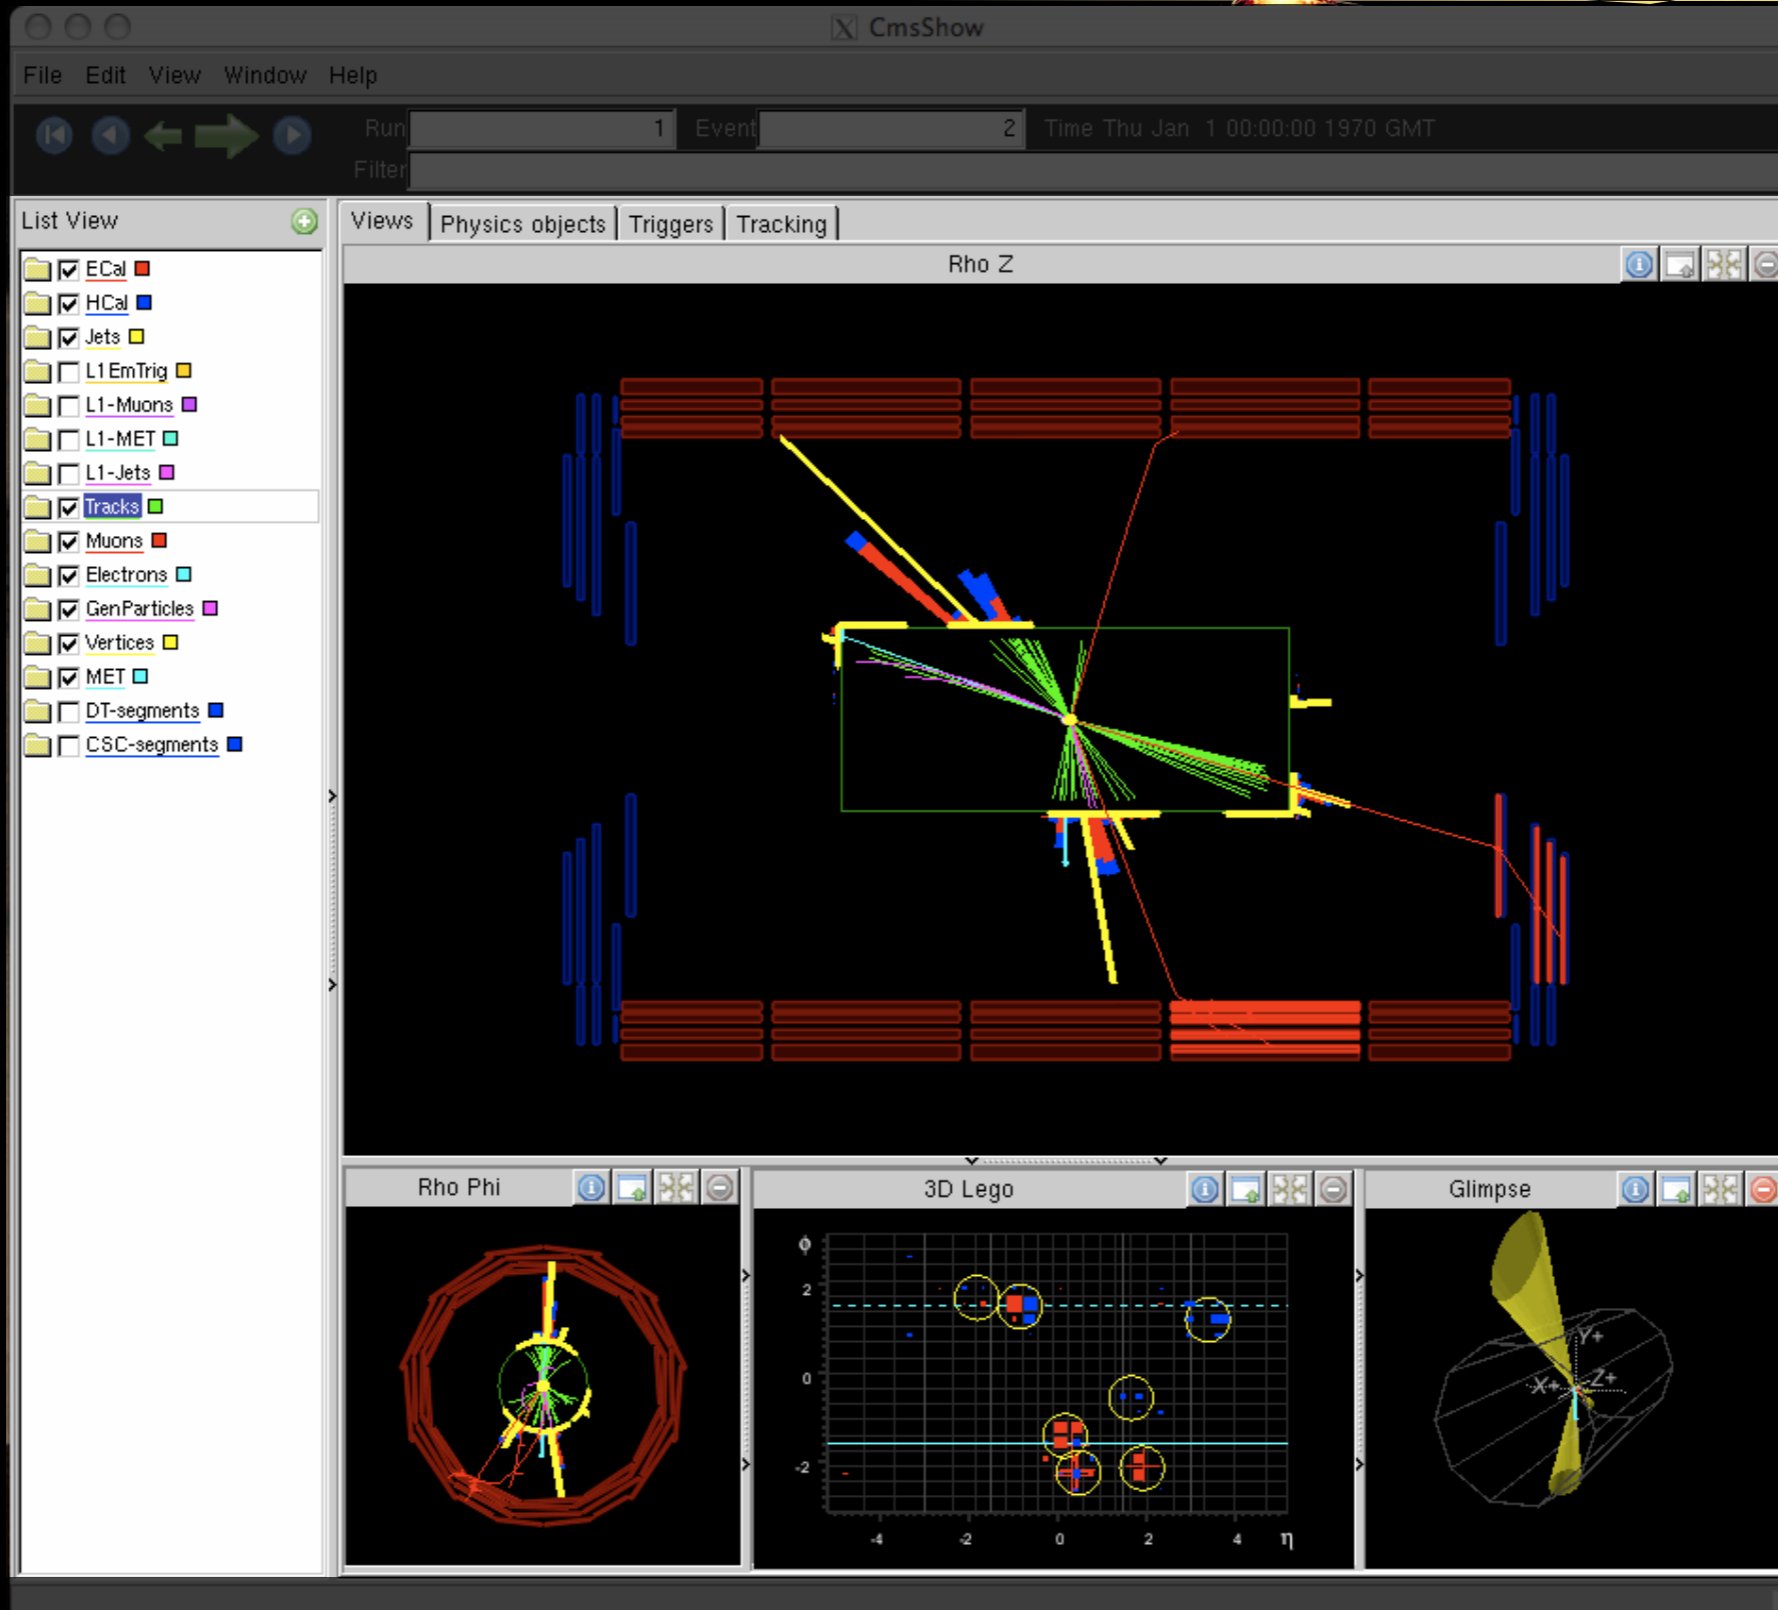 CmsShow
File Edit View Window Help
Run 1 Event 2 Time Thu Jan 1 00:00:00 1970 GMT
Filter
List View
ECal
HCal
Jets
L1EmTrig
L1-Muons
L1-MET
L1-Jets
Tracks
Muons
Electrons
GenParticles
Vertices
MET
DT-segments
CSC-segments
Views Physics objects Triggers Tracking
Rho Z
Rho Phi
3D Lego
ϕ
2
0
-2
-4 -2 0 2 4 η
Glimpse
Y+
X+ Z+